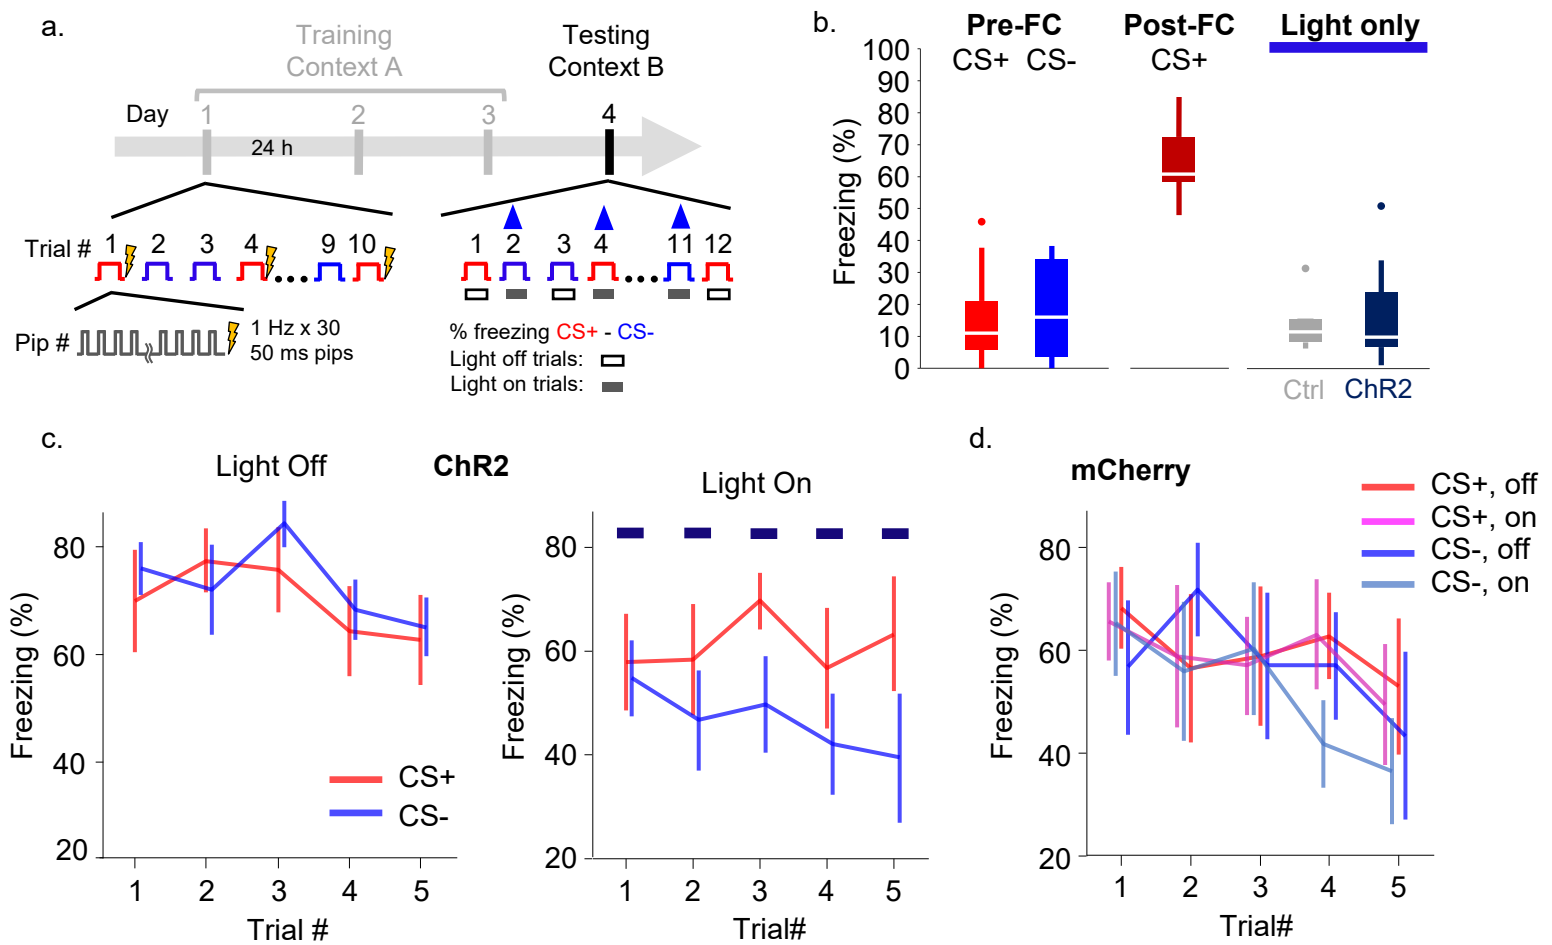 a.
Training
Context A
Testing
Context B
Day 1 2 3 4
24 h
Trial # 1 2 3 4 9 10
1 2 3 4 11 12
Pip #
1 Hz x 30
50 ms pips
% freezing CS+ - CS-
Light off trials:
Light on trials:
b.
Pre-FC Post-FC Light only
CS+ CS- CS+
Freezing (%)
100
90
80
70
60
50
40
30
20
10
0
Ctrl ChR2
c.
Light Off ChR2 Light On
Freezing (%)
80
60
40
20
CS+
CS-
1 2 3 4 5
Trial #
Freezing (%)
80
60
40
20
1 2 3 4 5
Trial#
d.
mCherry
CS+, off
CS+, on
CS-, off
CS-, on
Freezing (%)
80
60
40
20
1 2 3 4 5
Trial#